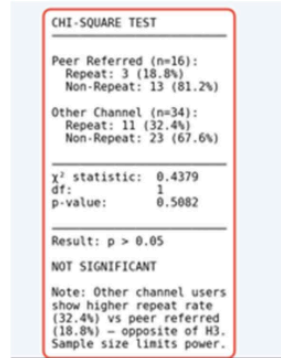 CHI-SQUARE TEST
Peer Referred (n=16):
Repeat: 3 (18.8%)
Non-Repeat: 13 (81.2%)
Other Channel (n=34):
Repeat: 11 (32.4%)
Non-Repeat: 23 (67.6%)
χ² statistic: 0.4379
df: 1
p-value: 0.5082
Result: p > 0.05
NOT SIGNIFICANT
Note: Other channel users
show higher repeat rate
(32.4%) vs peer referred
(18.8%) — opposite of H3.
Sample size limits power.